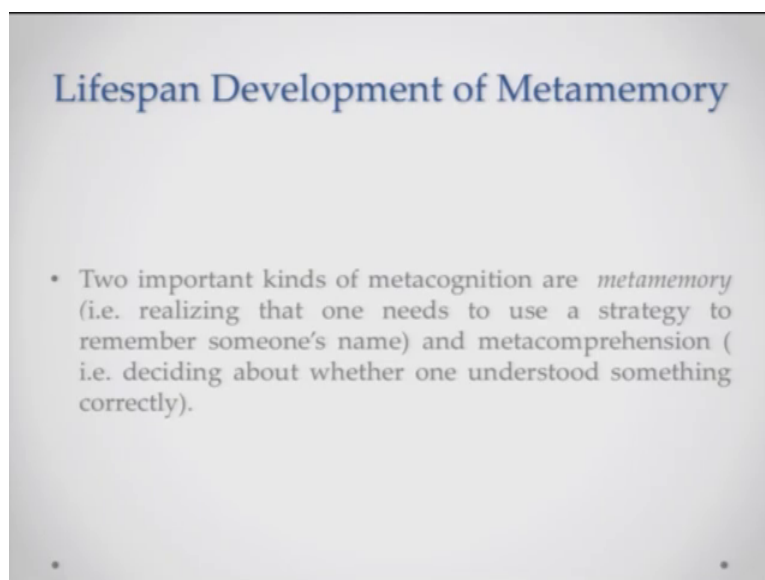 Lifespan Development of Metamemory
• Two important kinds of metacognition are metamemory
(i.e. realizing that one needs to use a strategy to
remember someone's name) and metacomprehension (
i.e. deciding about whether one understood something
correctly).